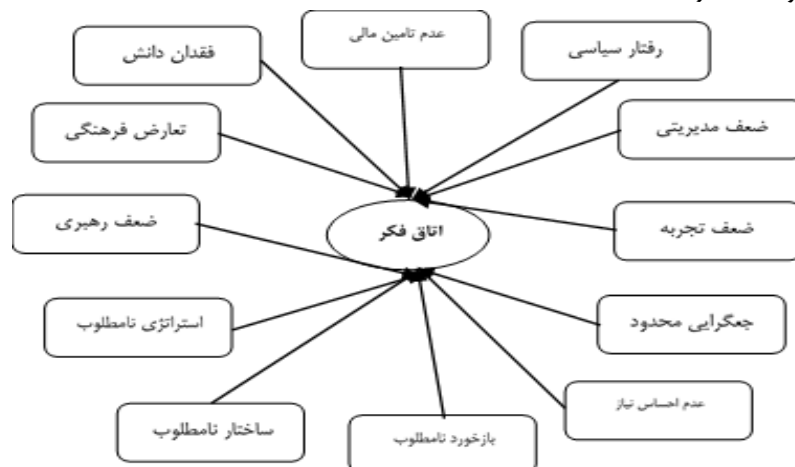 عدم تامین مالی
رفتار سیاسی
فقدان دانش
ضعف مدیریتی
تعارض فرهنگی
ضعف تجربه
اتاق فکر
ضعف رهبری
جعگرایی محدود
استراتژی نامطلوب
عدم احساس نیاز
ساختار نامطلوب
بازخورد نامطلوب